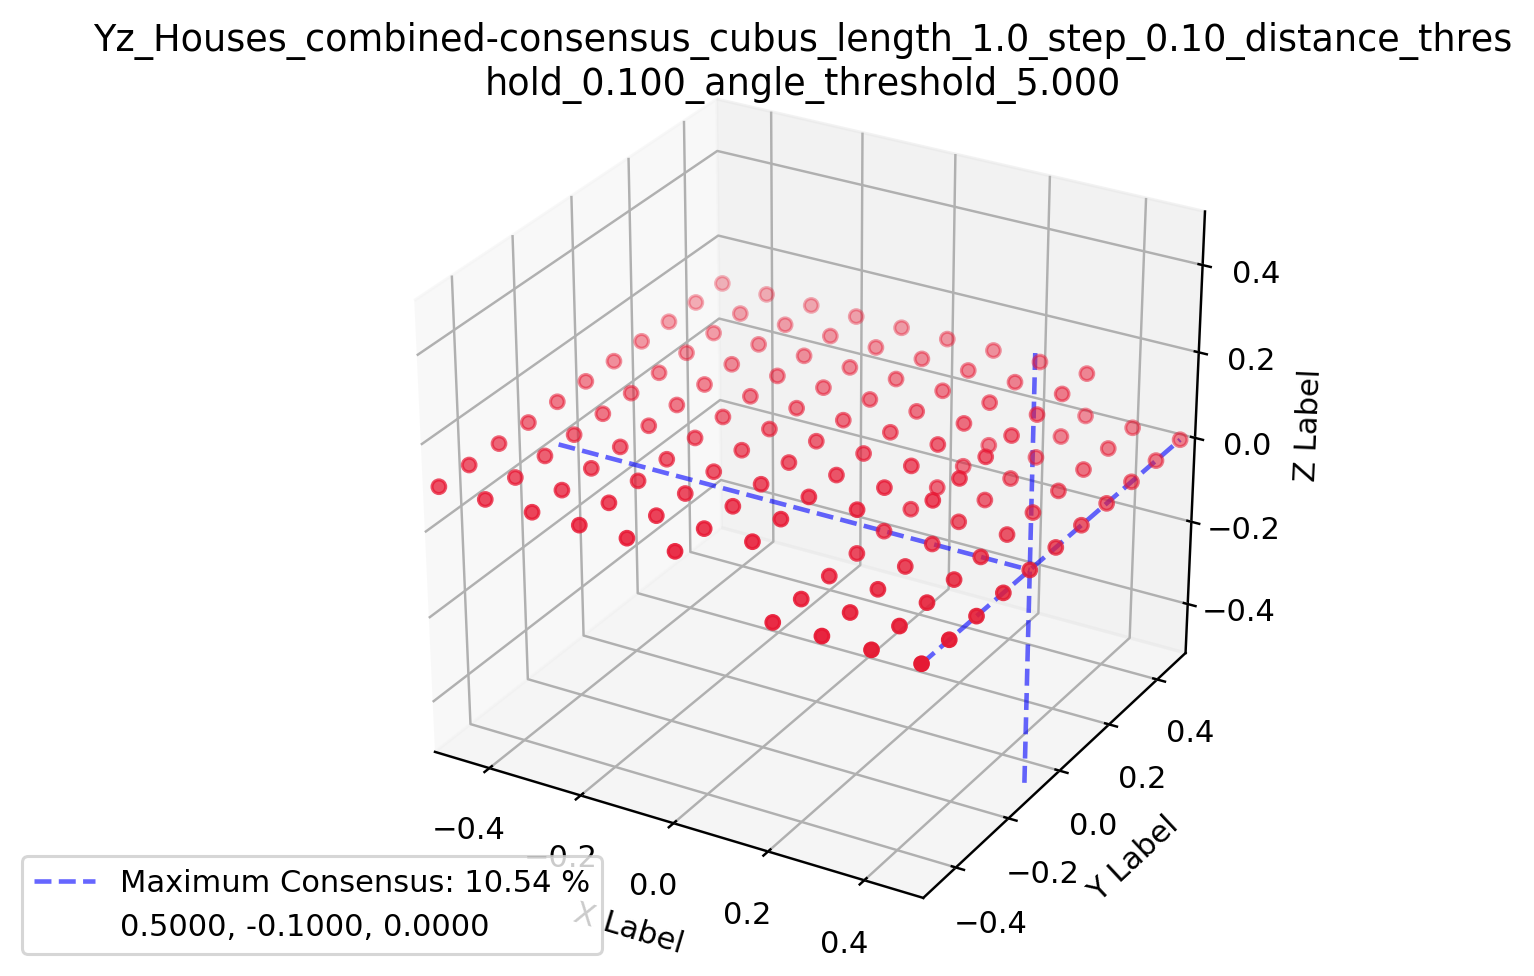 Yz_Houses_combined-consensus_cubus_length_1.0_step_0.10_distance_thres
hold_0.100_angle_threshold_5.000
0.4
0.2
0.0
−0.2
−0.4
Z Label
0.4
0.2
0.0
−0.2
−0.4
Y Label
−0.4
−0.2
0.0
0.2
0.4
X Label
Maximum Consensus: 10.54 %
0.5000, -0.1000, 0.0000